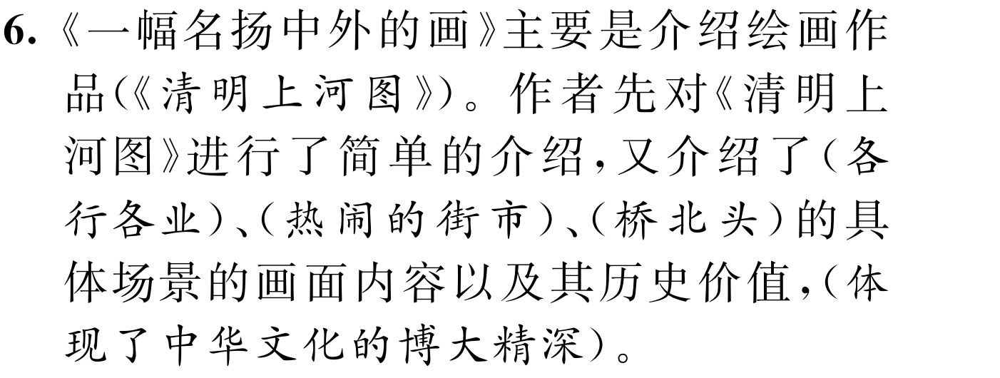 6.《一幅名扬中外的画》主要是介绍绘画作
品(《清明上河图》)。作者先对《清明上
河图》进行了简单的介绍,又介绍了(各
行各业)、(热闹的街市)、(桥北头)的具
体场景的画面内容以及其历史价值,(体
现了中华文化的博大精深)。